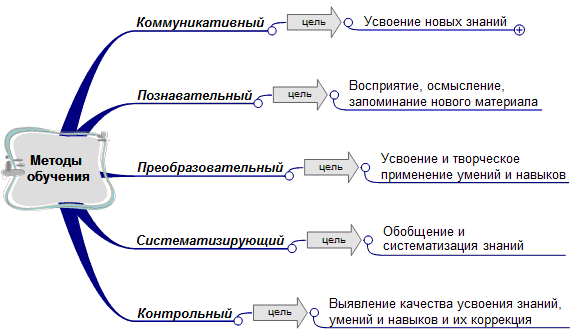 Методы
обучения
Коммуникативный
цель
Усвоение новых знаний
Познавательный
цель
Восприятие, осмысление,
запоминание нового материала
Преобразовательный
цель
Усвоение и творческое
применение умений и навыков
Систематизирующий
цель
Обобщение и
систематизация знаний
Контрольный
цель
Выявление качества усвоения знаний,
умений и навыков и их коррекция